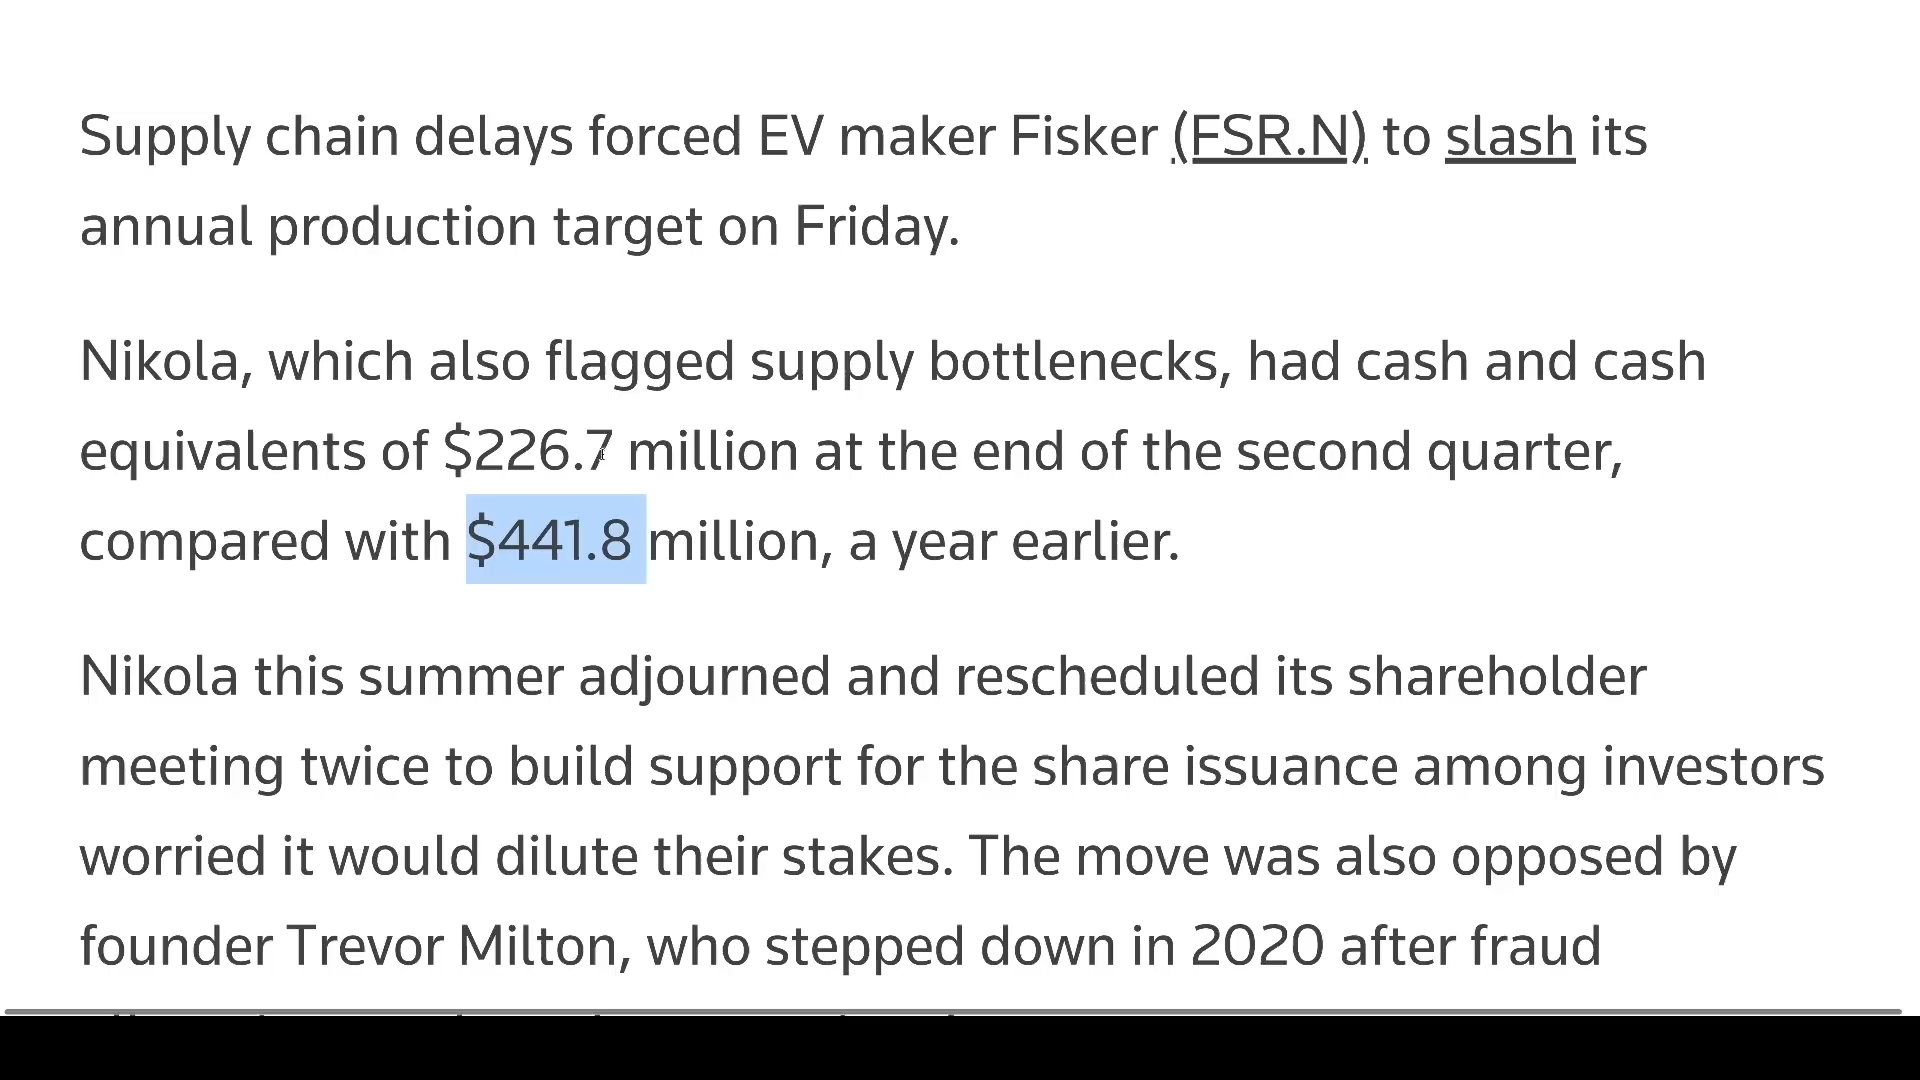 Supply chain delays forced EV maker Fisker (FSR.N) to slash its
annual production target on Friday.
Nikola, which also flagged supply bottlenecks, had cash and cash
equivalents of $226.7 million at the end of the second quarter,
compared with $441.8 million, a year earlier.
Nikola this summer adjourned and rescheduled its shareholder
meeting twice to build support for the share issuance among investors
worried it would dilute their stakes. The move was also opposed by
founder Trevor Milton, who stepped down in 2020 after fraud